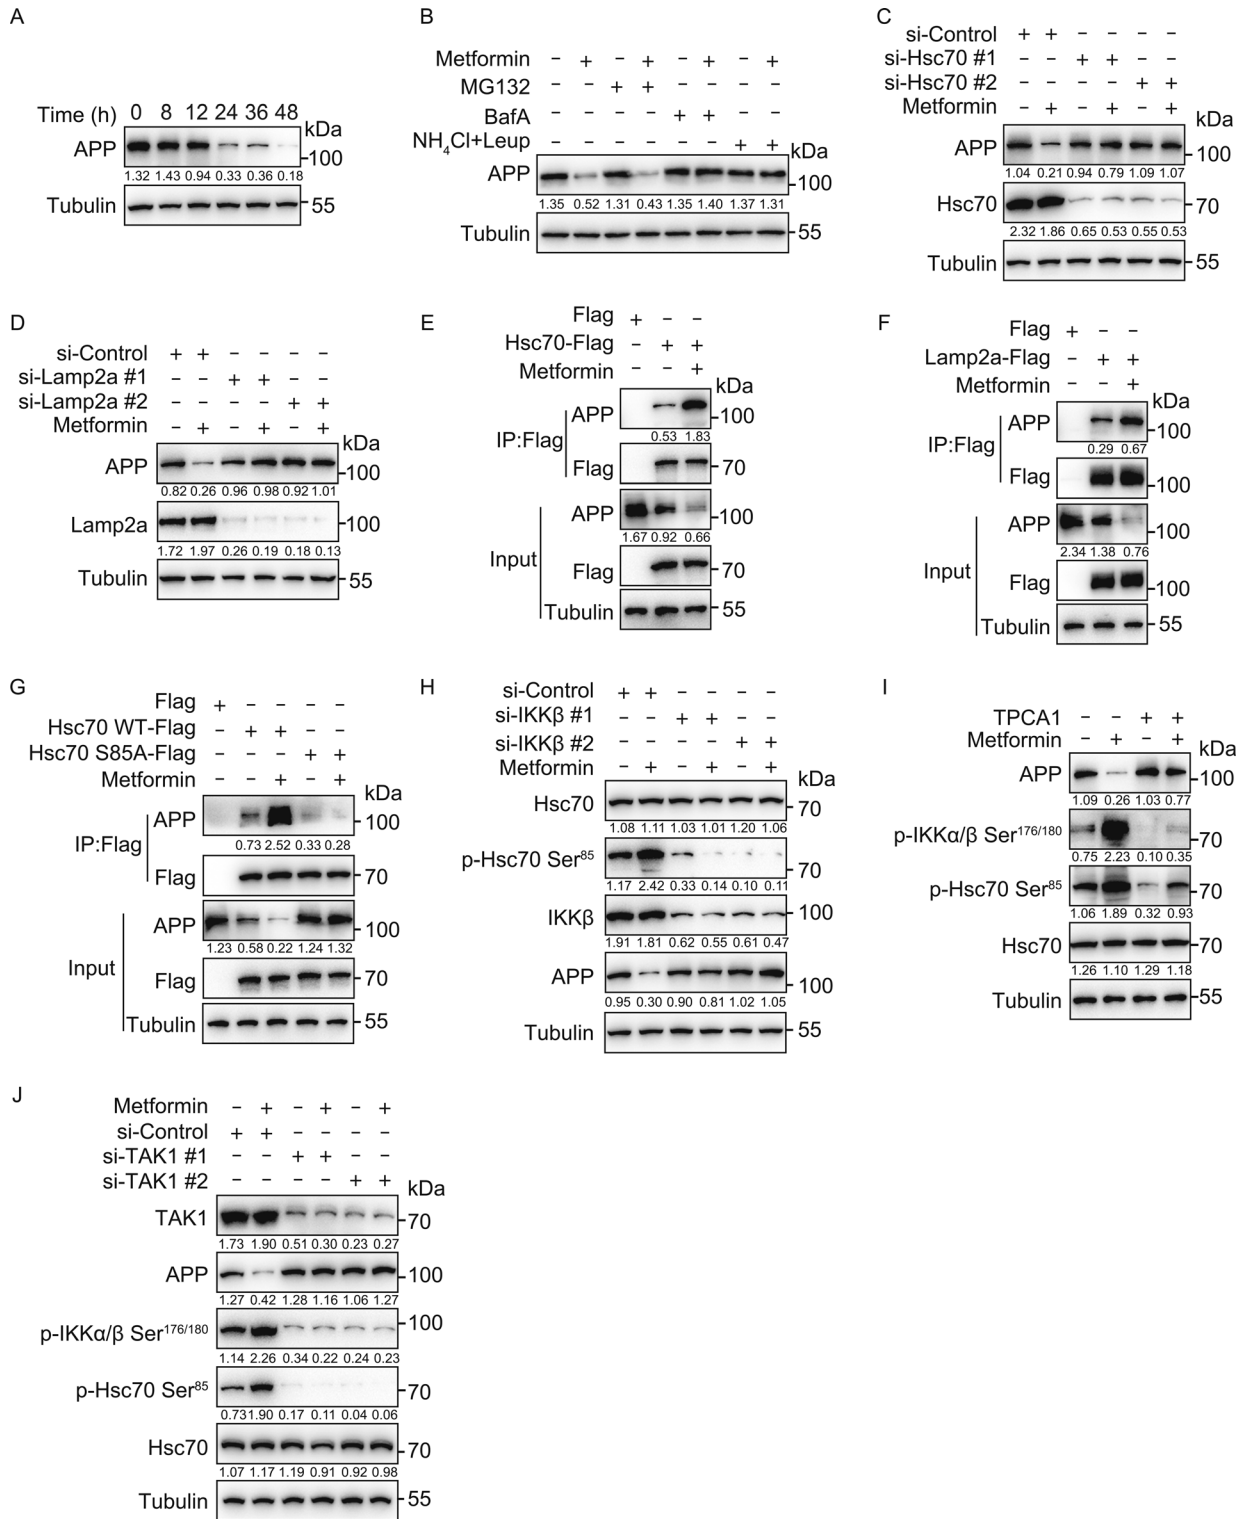 A
Time (h) 0 8 12 24 36 48
kDa
APP 100
1.32 1.43 0.94 0.33 0.36 0.18
Tubulin 55
B
Metformin – + – + – + – +
MG132 – – + + – – – –
BafA – – – – + + – –
NH4Cl+Leup – – – – – – + +
kDa
APP 100
1.35 0.52 1.31 0.43 1.35 1.40 1.37 1.31
Tubulin 55
C
si-Control + + – – – –
si-Hsc70 #1 – – + + – –
si-Hsc70 #2 – – – – + +
Metformin – + – + – +
kDa
APP 100
1.04 0.21 0.94 0.79 1.09 1.07
Hsc70 70
2.32 1.86 0.65 0.53 0.55 0.53
Tubulin 55
D
si-Control + + – – – –
si-Lamp2a #1 – – + + – –
si-Lamp2a #2 – – – – + +
Metformin – + – + – +
kDa
APP 100
0.82 0.26 0.96 0.98 0.92 1.01
Lamp2a 100
1.72 1.97 0.26 0.19 0.18 0.13
Tubulin 55
E
Flag + – –
Hsc70-Flag – + +
Metformin – – +
kDa
IP:Flag
APP 100
0.53 1.83
Flag 70
Input
APP 100
1.67 0.92 0.66
Flag 70
Tubulin 55
F
Flag + – –
Lamp2a-Flag – + +
Metformin – – +
kDa
IP:Flag
APP 100
0.29 0.67
Flag 100
Input
APP 100
2.34 1.38 0.76
Flag 100
Tubulin 55
G
Flag + – – – –
Hsc70 WT-Flag – + + – –
Hsc70 S85A-Flag – – – + +
Metformin – – + – +
kDa
IP:Flag
APP 100
0.73 2.52 0.33 0.28
Flag 70
Input
APP 100
1.23 0.58 0.22 1.24 1.32
Flag 70
Tubulin 55
H
si-Control + + – – – –
si-IKKβ #1 – – + + – –
si-IKKβ #2 – – – – + +
Metformin – + – + – +
kDa
Hsc70 70
1.08 1.11 1.03 1.01 1.20 1.06
p-Hsc70 Ser85 70
1.17 2.42 0.33 0.14 0.10 0.11
IKKβ 100
1.91 1.81 0.62 0.55 0.61 0.47
APP 100
0.95 0.30 0.90 0.81 1.02 1.05
Tubulin 55
I
TPCA1 – – + +
Metformin – + – +
kDa
APP 100
1.09 0.26 1.03 0.77
p-IKKα/β Ser176/180 70
0.75 2.23 0.10 0.35
p-Hsc70 Ser85 70
1.06 1.89 0.32 0.93
Hsc70 70
1.26 1.10 1.29 1.18
Tubulin 55
J
Metformin – + – + – +
si-Control + + – – – –
si-TAK1 #1 – – + + – –
si-TAK1 #2 – – – – + +
kDa
TAK1 70
1.73 1.90 0.51 0.30 0.23 0.27
APP 100
1.27 0.42 1.28 1.16 1.06 1.27
p-IKKα/β Ser176/180 100
1.14 2.26 0.34 0.22 0.24 0.23
p-Hsc70 Ser85 70
0.73 1.90 0.17 0.11 0.04 0.06
Hsc70 70
1.07 1.17 1.19 0.91 0.92 0.98
Tubulin 55